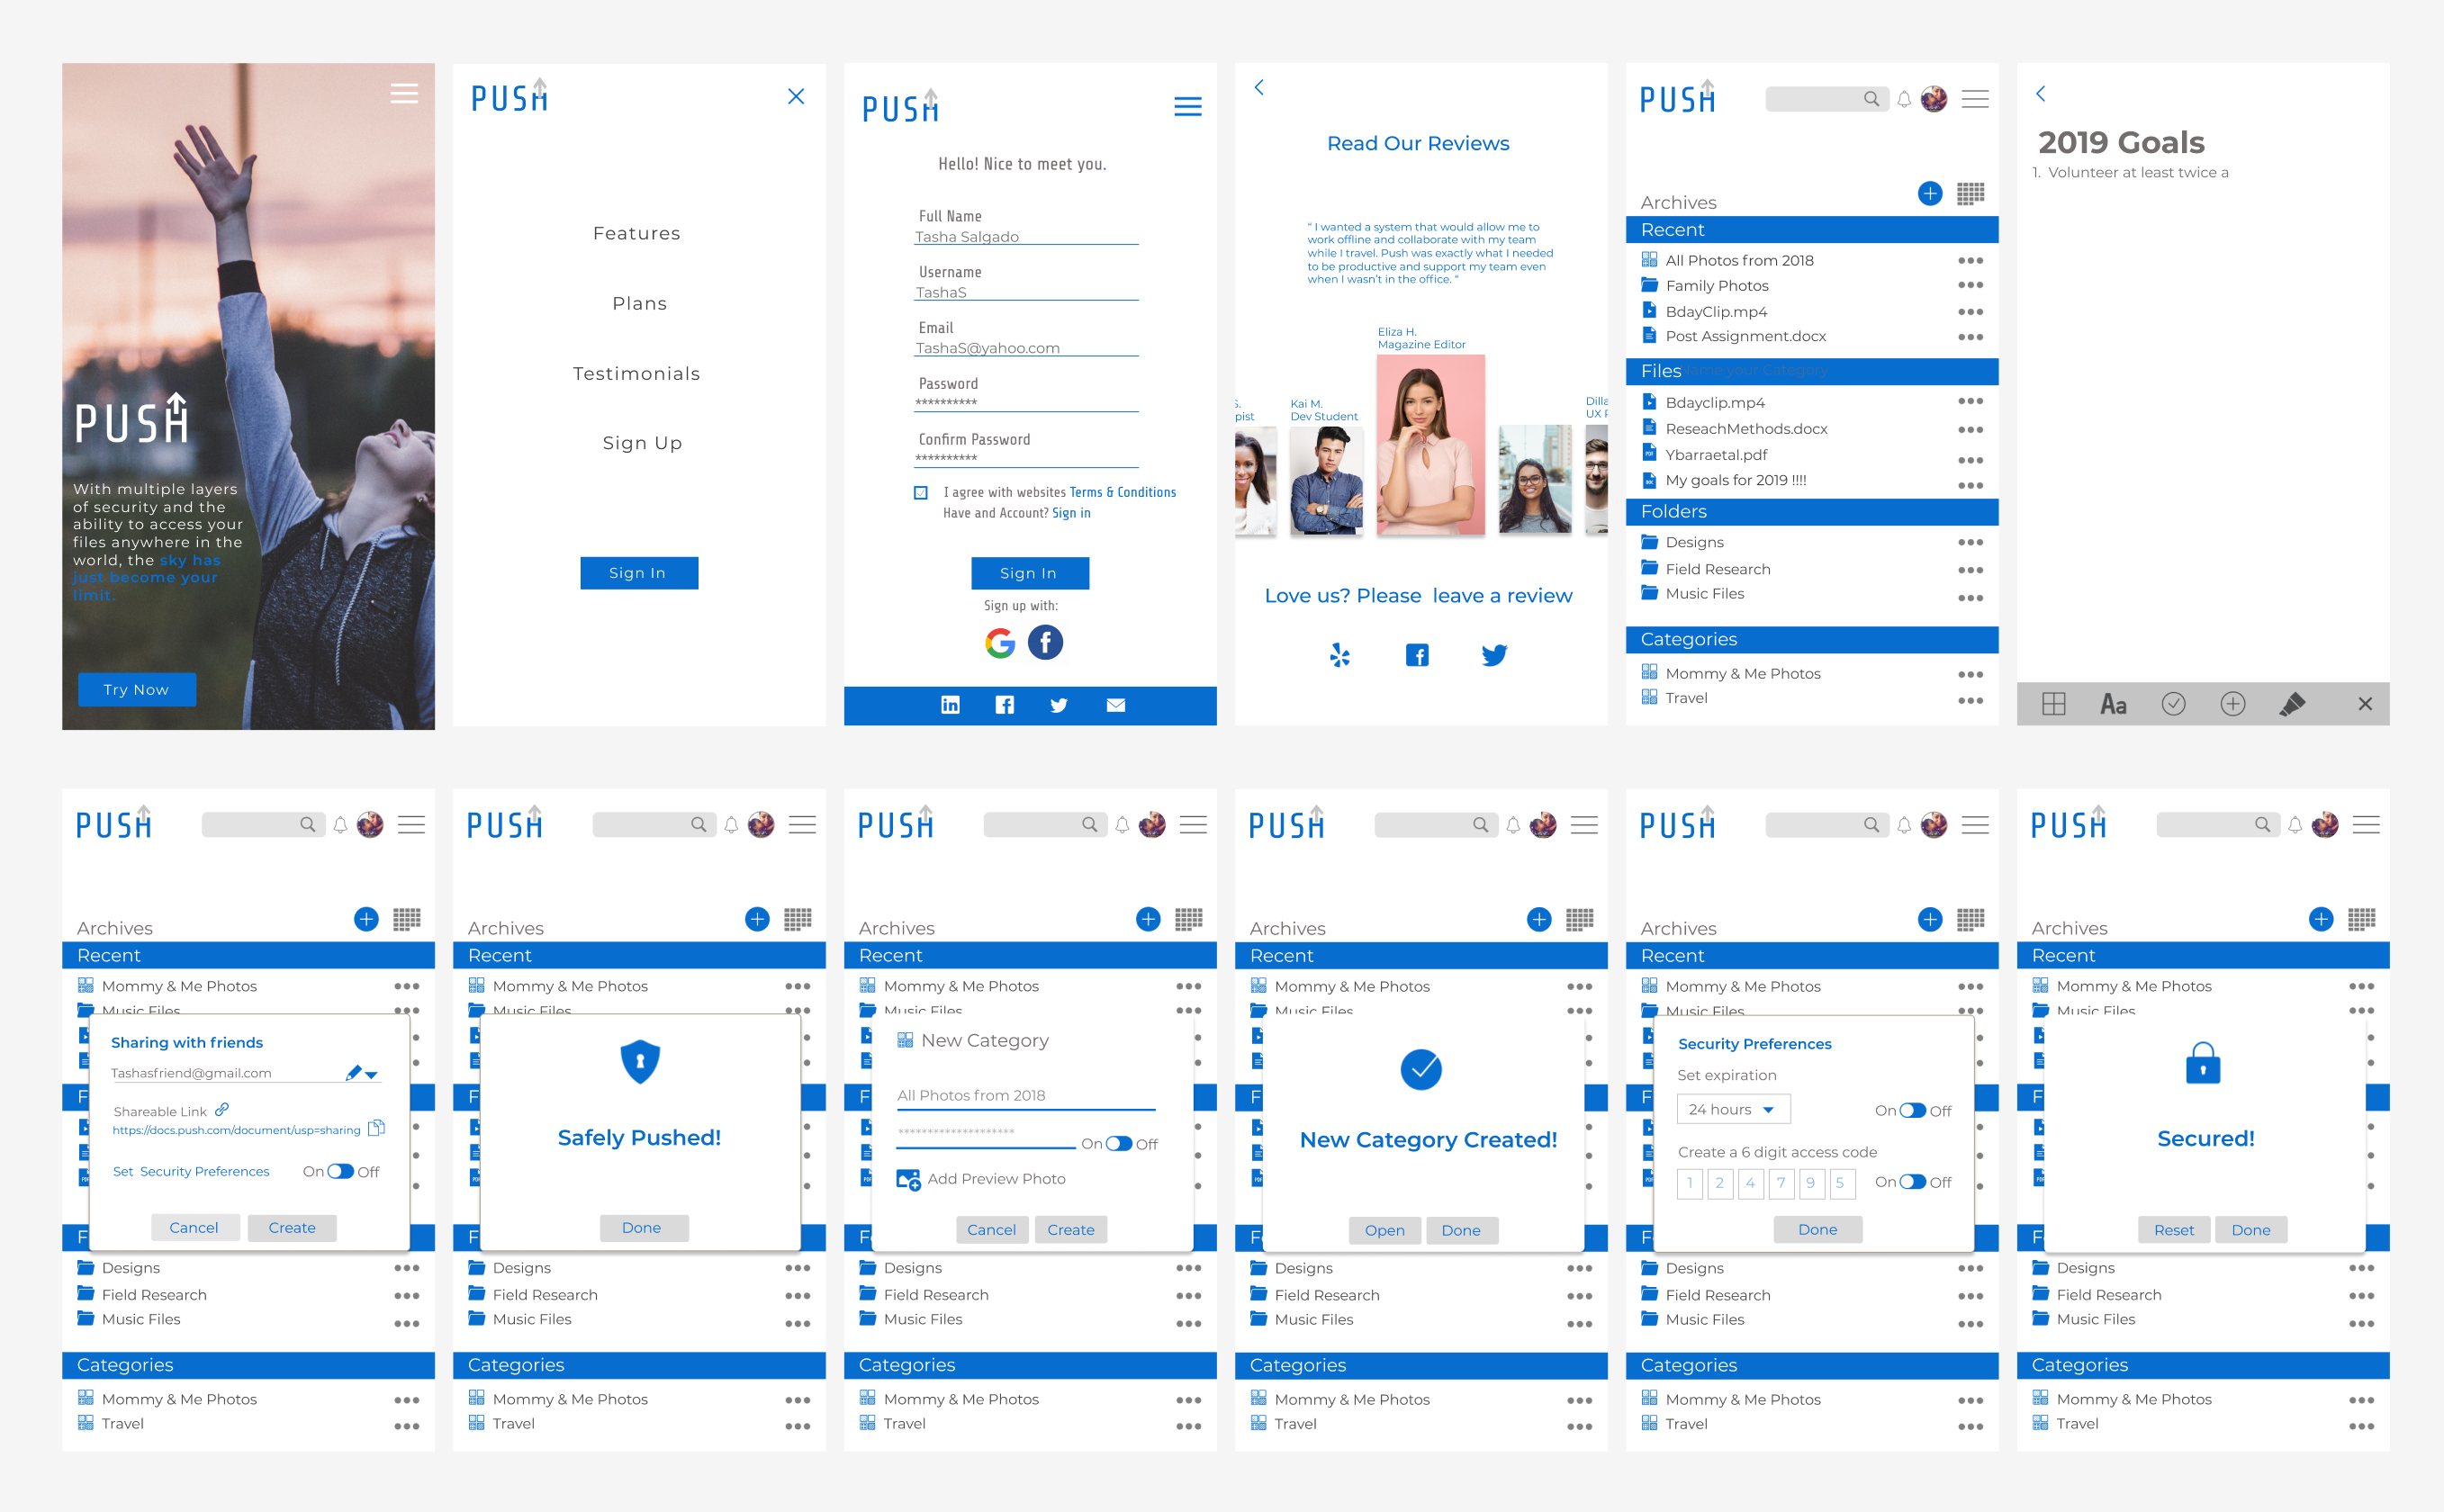 PUSH
With multiple layers
of security and the
ability to access your
files anywhere in the
world, the sky has
just become your
limit.
Try Now
PUSH
Features
Plans
Testimonials
Sign Up
Sign In
PUSH
Hello! Nice to meet you.
Full Name
Tasha Salgado
Username
TashaS
Email
TashaS@yahoo.com
Password
**********
Confirm Password
**********
I agree with websites Terms & Conditions
Have and Account? Sign in
Sign In
Sign up with:
Read Our Reviews
“ I wanted a system that would allow me to
work offline and collaborate with my team
while I travel. Push was exactly what I needed
to be productive and support my team even
when I wasn’t in the office. “
Eliza H.
Magazine Editor
S.
pist
Kai M.
Dev Student
Dilla
UX
Love us? Please leave a review
PUSH
Archives
Recent
All Photos from 2018
Family Photos
BdayClip.mp4
Post Assignment.docx
Files
Name your Category
Bdayclip.mp4
ReseachMethods.docx
Ybarraetal.pdf
My goals for 2019 !!!!
Folders
Designs
Field Research
Music Files
Categories
Mommy & Me Photos
Travel
2019 Goals
1. Volunteer at least twice a
Aa
PUSH
Archives
Recent
Mommy & Me Photos
Music Files
Sharing with friends
Tashasfriend@gmail.com
Shareable Link
https://docs.push.com/document/usp=sharing
Set Security Preferences On Off
Cancel Create
F
F
Designs
Field Research
Music Files
Categories
Mommy & Me Photos
Travel
PUSH
Archives
Recent
Mommy & Me Photos
Music Files
Safely Pushed!
Done
F
F
Designs
Field Research
Music Files
Categories
Mommy & Me Photos
Travel
PUSH
Archives
Recent
Mommy & Me Photos
Music Files
New Category
All Photos from 2018
******************** On Off
Add Preview Photo
Cancel Create
F
F
Designs
Field Research
Music Files
Categories
Mommy & Me Photos
Travel
PUSH
Archives
Recent
Mommy & Me Photos
Music Files
New Category Created!
Open Done
F
F
Designs
Field Research
Music Files
Categories
Mommy & Me Photos
Travel
PUSH
Archives
Recent
Mommy & Me Photos
Music Files
Security Preferences
Set expiration
24 hours On Off
Create a 6 digit access code
1 2 4 7 9 5 On Off
Done
F
F
Designs
Field Research
Music Files
Categories
Mommy & Me Photos
Travel
PUSH
Archives
Recent
Mommy & Me Photos
Music Files
Secured!
Reset Done
F
F
Designs
Field Research
Music Files
Categories
Mommy & Me Photos
Travel